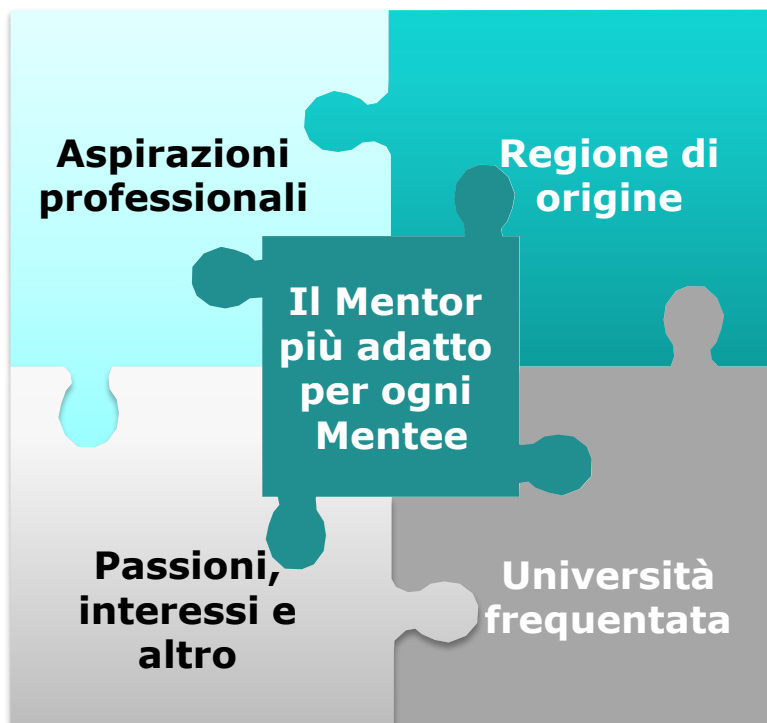 Aspirazioni
professionali
Regione di
origine
Il Mentor
più adatto
per ogni
Mentee
Passioni,
interessi e
altro
Università
frequentata